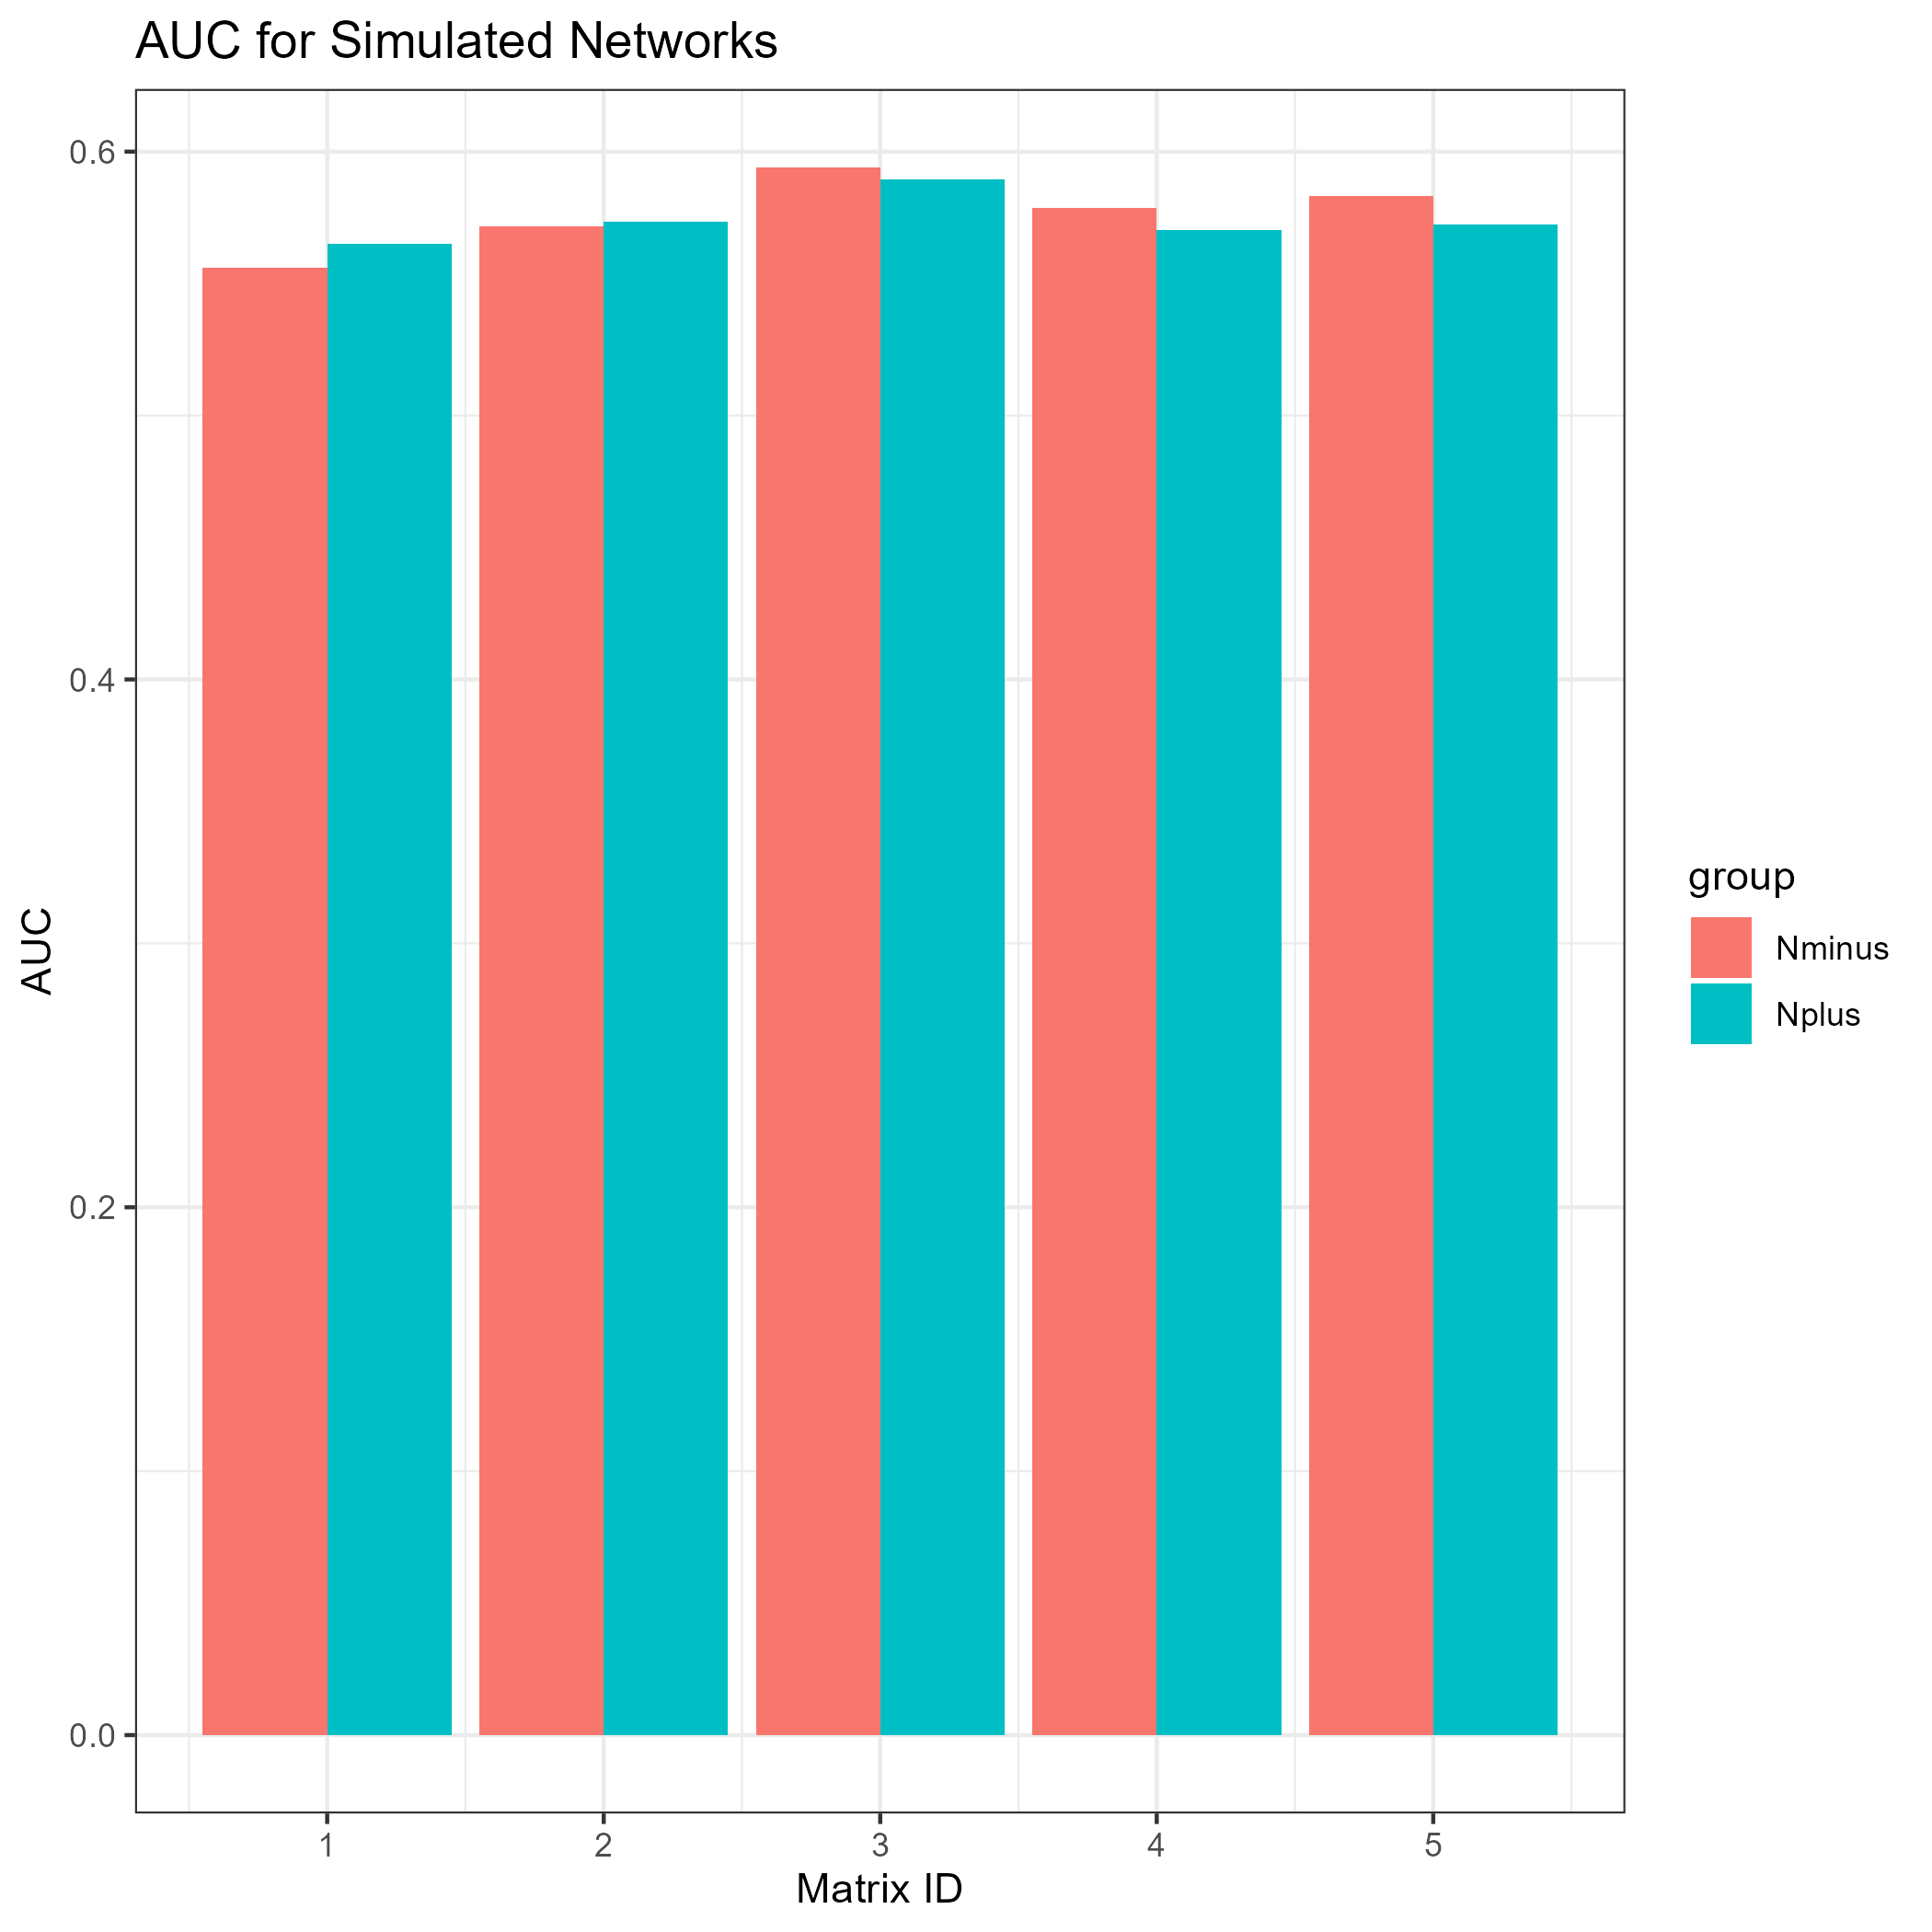 AUC for Simulated Networks
0.6
0.4
0.2
0.0
AUC
1 2 3 4 5
Matrix ID
group
Nminus
Nplus